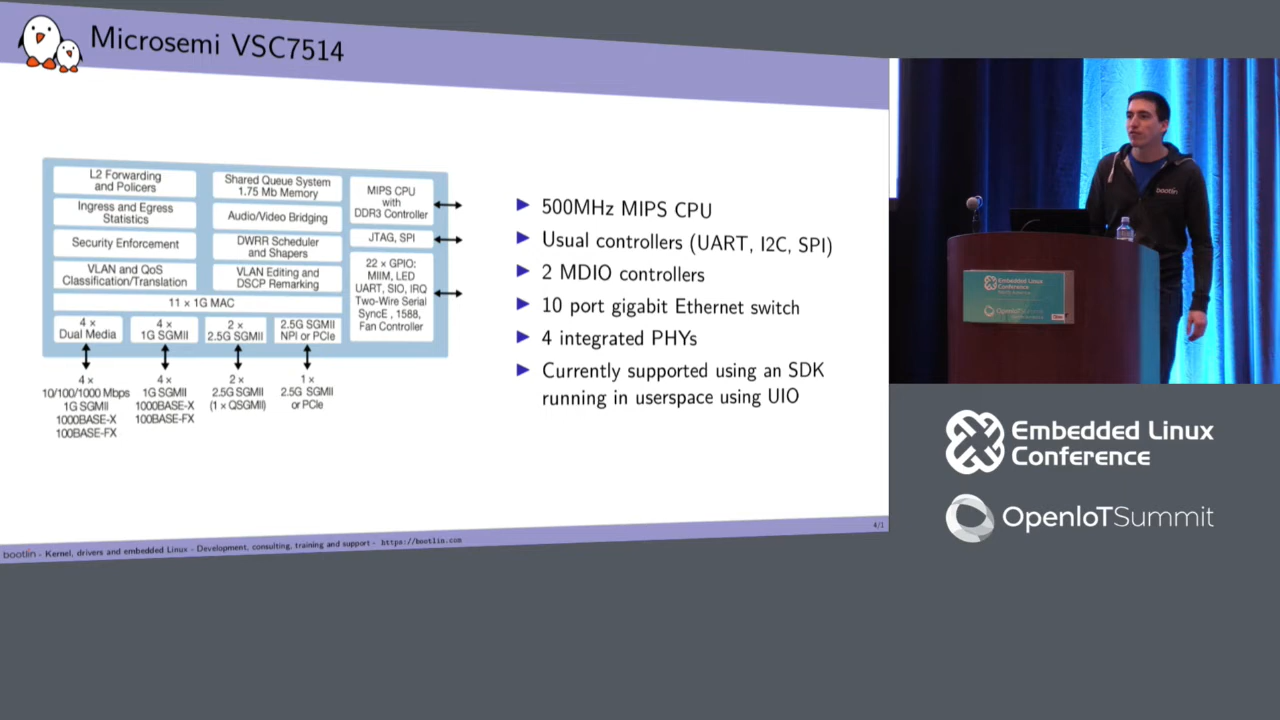 Microsemi VSC7514
L2 Forwarding
and Policers
Ingress and Egress
Statistics
Security Enforcement
VLAN and QoS
Classification/Translation
Shared Queue System
1.75 Mb Memory
Audio/Video Bridging
DWRR Scheduler
and Shapers
VLAN Editing and
DSCP Remarking
MIPS CPU
with
DDR3 Controller
JTAG, SPI
22 × GPIO:
MIIM, LED
UART, SIO, IRQ
Two-Wire Serial
SyncE , 1588,
Fan Controller
11 × 1G MAC
4 ×
Dual Media
4 ×
1G SGMII
2 ×
2.5G SGMII
2.5G SGMII
NPI or PCIe
4 ×
10/100/1000 Mbps
1G SGMII
1000BASE-X
100BASE-FX
4 ×
1G SGMII
1000BASE-X
100BASE-FX
2 ×
2.5G SGMII
(1 × QSGMII)
1 ×
2.5G SGMII
or PCIe
500MHz MIPS CPU
Usual controllers (UART, I2C, SPI)
2 MDIO controllers
10 port gigabit Ethernet switch
4 integrated PHYs
Currently supported using an SDK
running in userspace using UIO
bootlin - Kernel, drivers and embedded Linux - Development, consulting, training and support - https://bootlin.com
4/1
bootlin
Embedded Linux
Conference
OpenIoTSummit
Embedded Linux
Conference
OpenIoTSummit